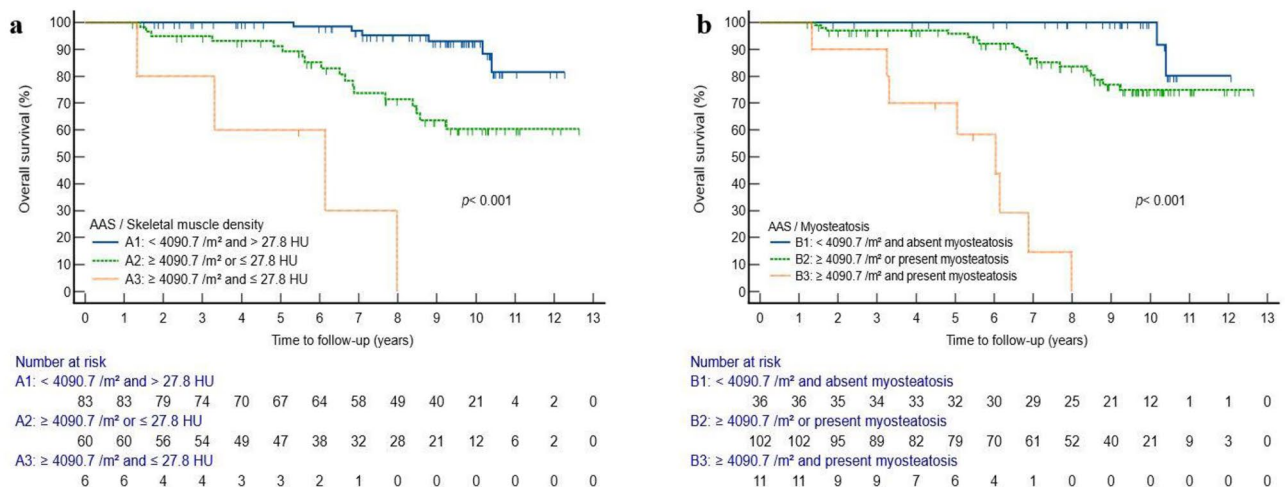 a
100
90
80
70
60
50
40
30
20
10
0
Overall survival (%)
p< 0.001
AAS / Skeletal muscle density
A1: < 4090.7 /m² and > 27.8 HU
A2: ≥ 4090.7 /m² or ≤ 27.8 HU
A3: ≥ 4090.7 /m² and ≤ 27.8 HU
0 1 2 3 4 5 6 7 8 9 10 11 12 13
Time to follow-up (years)
Number at risk
A1: < 4090.7 /m² and > 27.8 HU
83 83 79 74 70 67 64 58 49 40 21 4 2 0
A2: ≥ 4090.7 /m² or ≤ 27.8 HU
60 60 56 54 49 47 38 32 28 21 12 6 2 0
A3: ≥ 4090.7 /m² and ≤ 27.8 HU
6 6 4 4 3 3 2 1 0 0 0 0 0 0
b
100
90
80
70
60
50
40
30
20
10
0
Overall survival (%)
p< 0.001
AAS / Myosteatosis
B1: < 4090.7 /m² and absent myosteatosis
B2: ≥ 4090.7 /m² or present myosteatosis
B3: ≥ 4090.7 /m² and present myosteatosis
0 1 2 3 4 5 6 7 8 9 10 11 12 13
Time to follow-up (years)
Number at risk
B1: < 4090.7 /m² and absent myosteatosis
36 36 35 34 33 32 30 29 25 21 12 1 1 0
B2: ≥ 4090.7 /m² or present myosteatosis
102 102 95 89 82 79 70 61 52 40 21 9 3 0
B3: ≥ 4090.7 /m² and present myosteatosis
11 11 9 9 7 6 4 1 0 0 0 0 0 0